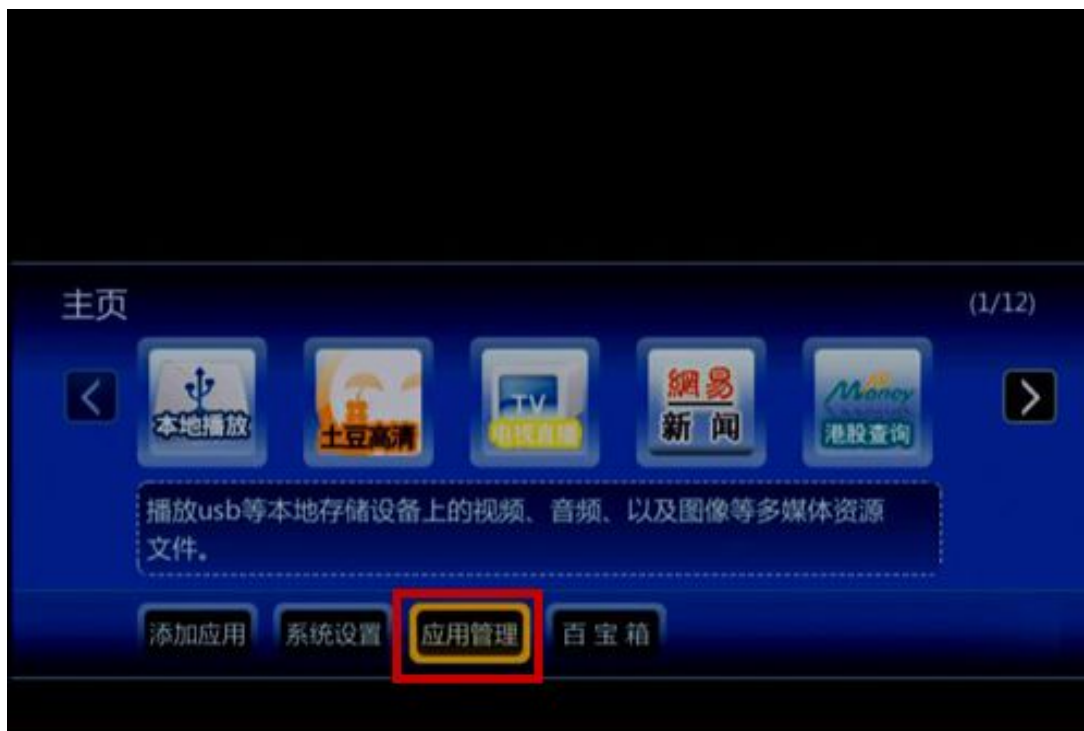 主页
(1/12)
本地播放
土豆高清
TV
电视直播
網易
新闻
Money
港股查询
播放usb等本地存储设备上的视频、音频、以及图像等多媒体资源
文件。
添加应用
系统设置
应用管理
百宝箱